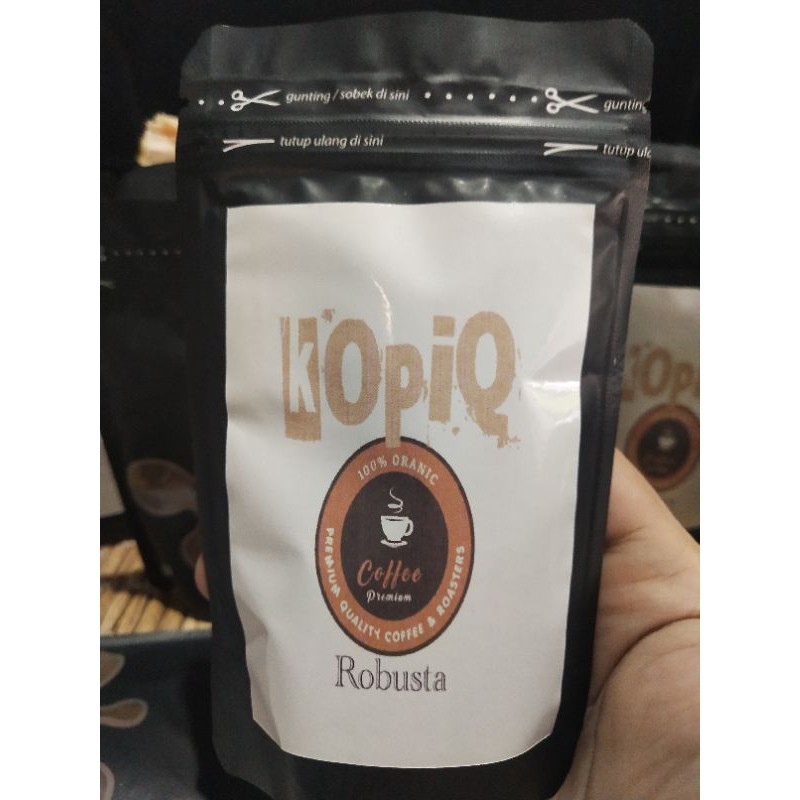 gunting / sobek di sini
gunting
tutup ulang di sini
tutup ul
KOpiQ
100% ORANIC
Coffee
Premium
PREMIUM QUALITY COFFEE & ROASTERS
Robusta
KOpi